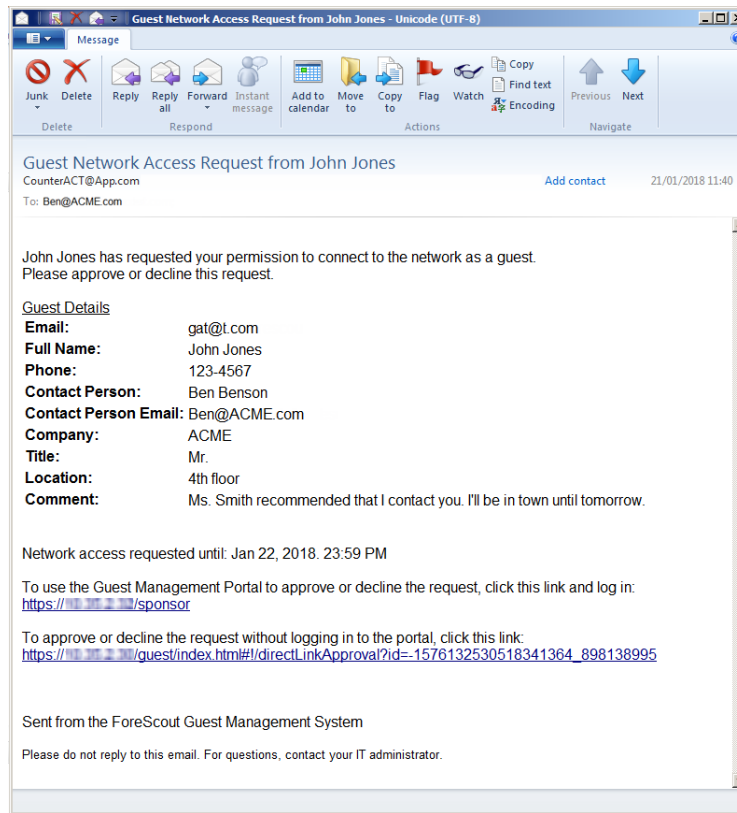 Guest Network Access Request from John Jones - Unicode (UTF-8)
Message
Junk
Delete
Reply
Reply all
Forward
Instant message
Add to calendar
Move to
Copy to
Flag
Watch
Copy
Find text
Encoding
Previous
Next
Delete
Respond
Actions
Navigate
Guest Network Access Request from John Jones
CounterACT@App.com
Add contact
21/01/2018 11:40
To: Ben@ACME.com
John Jones has requested your permission to connect to the network as a guest.
Please approve or decline this request.
Guest Details
Email: gat@t.com
Full Name: John Jones
Phone: 123-4567
Contact Person: Ben Benson
Contact Person Email: Ben@ACME.com
Company: ACME
Title: Mr.
Location: 4th floor
Comment: Ms. Smith recommended that I contact you. I'll be in town until tomorrow.
Network access requested until: Jan 22, 2018. 23:59 PM
To use the Guest Management Portal to approve or decline the request, click this link and log in:
https:// /sponsor
To approve or decline the request without logging in to the portal, click this link:
https:// /guest/index.html#!/directLinkApproval?id=-1576132530518341364_898138995
Sent from the ForeScout Guest Management System
Please do not reply to this email. For questions, contact your IT administrator.